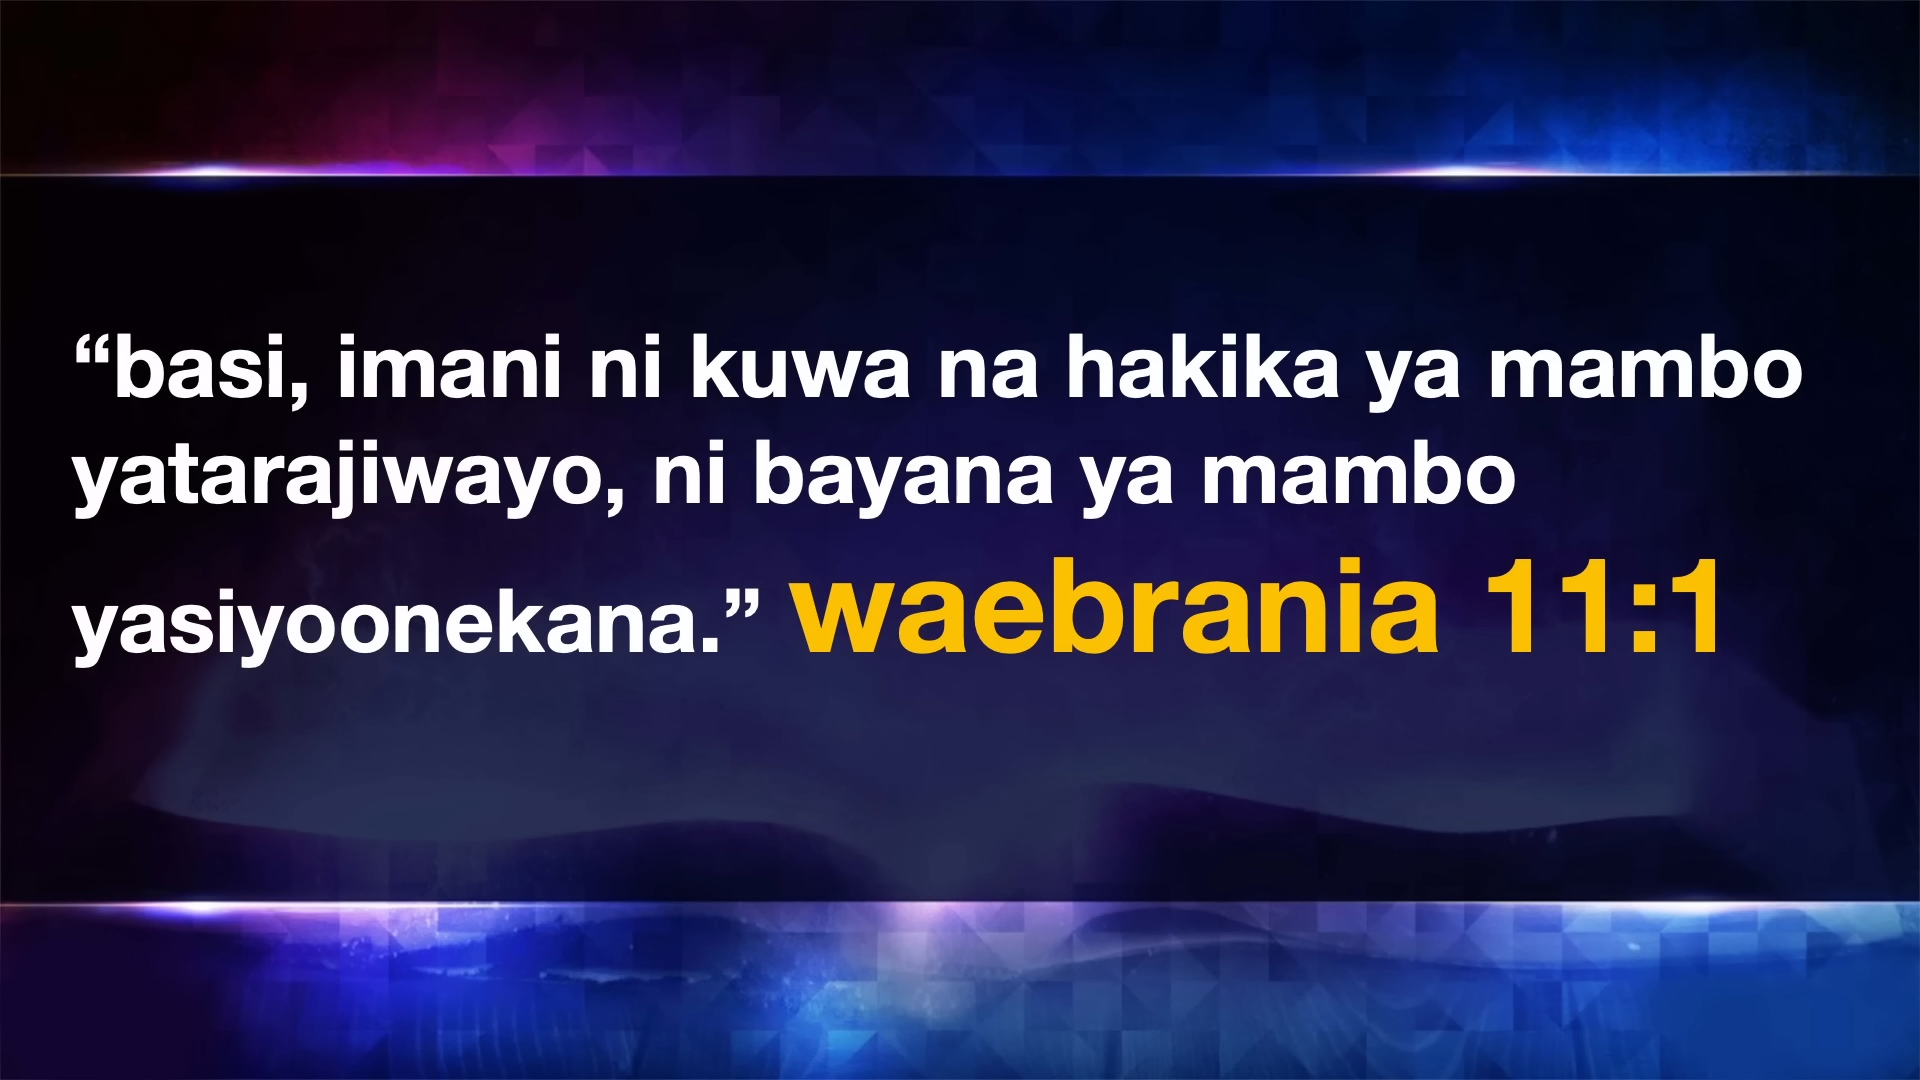 “basi, imani ni kuwa na hakika ya mambo
yatarajiwayo, ni bayana ya mambo
yasiyoonekana.” waebrania 11:1